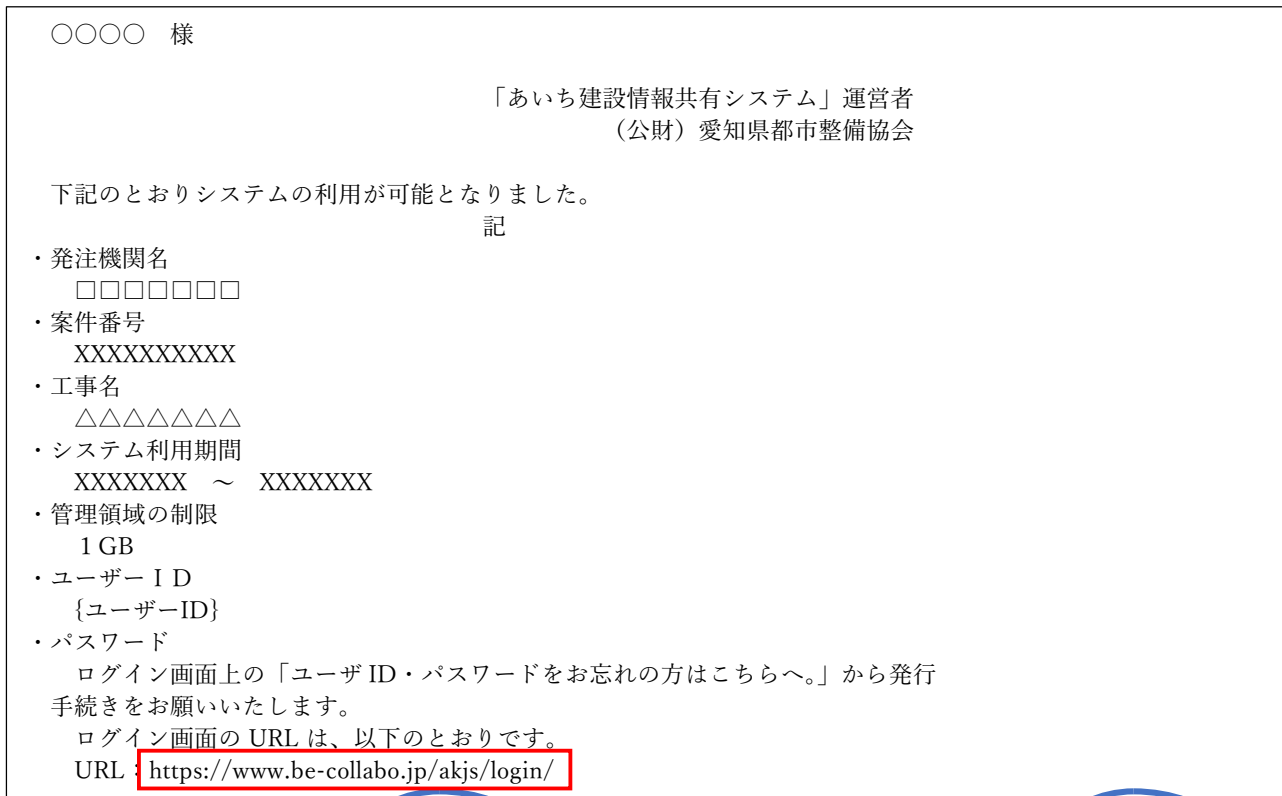 ○○○○　様
「あいち建設情報共有システム」運営者
（公財）愛知県都市整備協会
下記のとおりシステムの利用が可能となりました。
記
・発注機関名
□□□□□□□
・案件番号
XXXXXXXXXX
・工事名
△△△△△△△
・システム利用期間
XXXXXXX　～　XXXXXXX
・管理領域の制限
１GB
・ユーザーＩＤ
{ユーザーID}
・パスワード
ログイン画面上の「ユーザ ID・パスワードをお忘れの方はこちらへ。」から発行
手続きをお願いいたします。
ログイン画面の URL は、以下のとおりです。
URL：https://www.be-collabo.jp/akjs/login/